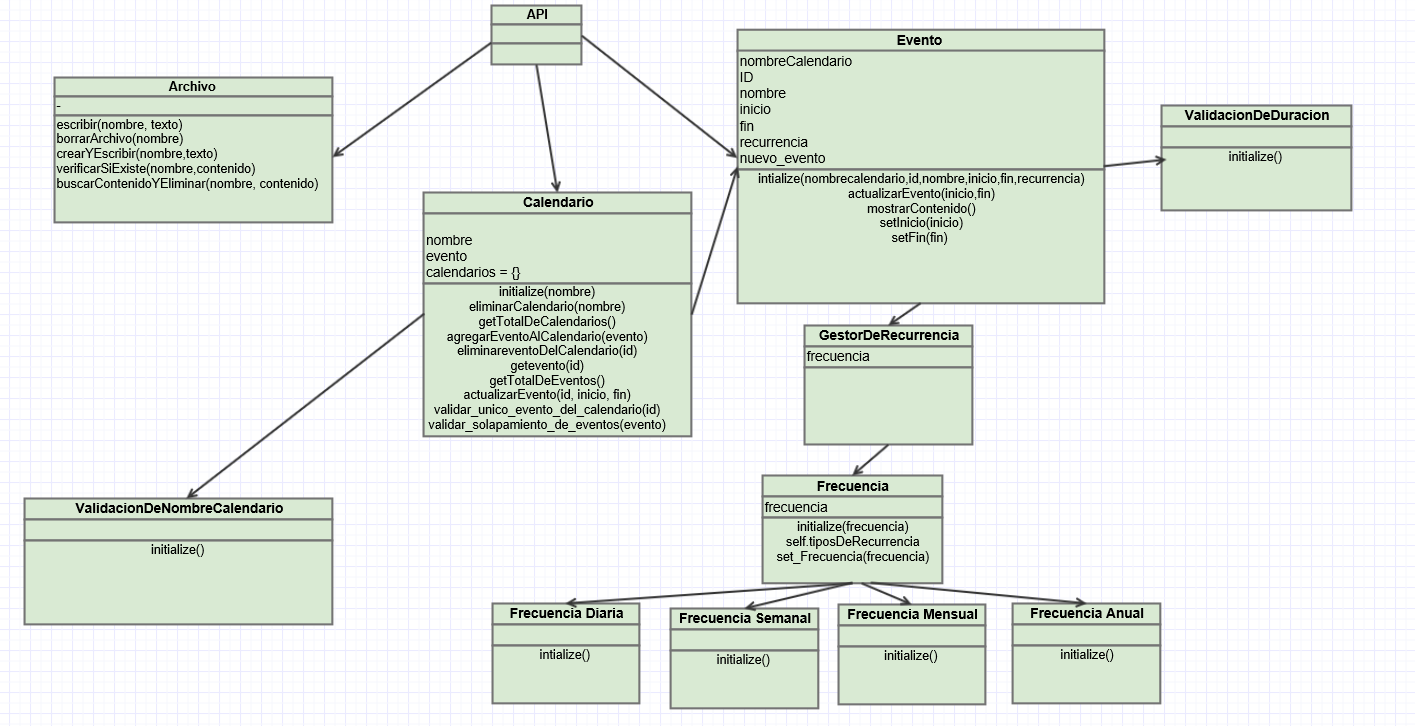 API
Archivo
-
escribir(nombre, texto)
borrarArchivo(nombre)
crearYEscribir(nombre,texto)
verificarSiExiste(nombre,contenido)
buscarContenidoYEliminar(nombre, contenido)
Evento
nombreCalendario
ID
nombre
inicio
fin
recurrencia
nuevo_evento
intialize(nombrecalendario,id,nombre,inicio,fin,recurrencia)
actualizarEvento(inicio,fin)
mostrarContenido()
setInicio(inicio)
setFin(fin)
ValidacionDeDuracion
initialize()
Calendario
nombre
evento
calendarios = {}
initialize(nombre)
eliminarCalendario(nombre)
getTotalDeCalendarios()
agregarEventoAlCalendario(evento)
eliminareventoDelCalendario(id)
getevento(id)
getTotalDeEventos()
actualizarEvento(id, inicio, fin)
validar_unico_evento_del_calendario(id)
validar_solapamiento_de_eventos(evento)
GestorDeRecurrencia
frecuencia
ValidacionDeNombreCalendario
initialize()
Frecuencia
frecuencia
initialize(frecuencia)
self.tiposDeRecurrencia
set_Frecuencia(frecuencia)
Frecuencia Diaria
intialize()
Frecuencia Semanal
initialize()
Frecuencia Mensual
initialize()
Frecuencia Anual
initialize()